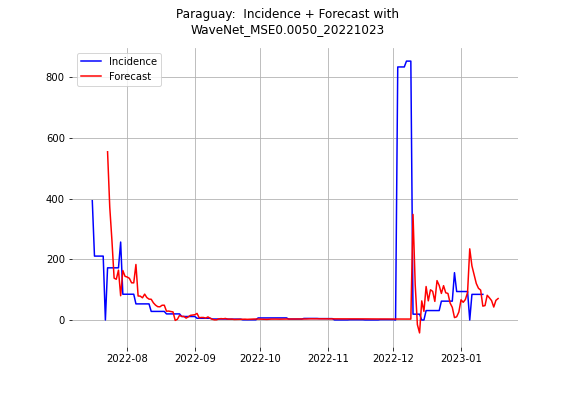 Paraguay:  Incidence + Forecast with
WaveNet_MSE0.0050_20221023
Incidence
Forecast
800
600
400
200
0
2022-08
2022-09
2022-10
2022-11
2022-12
2023-01